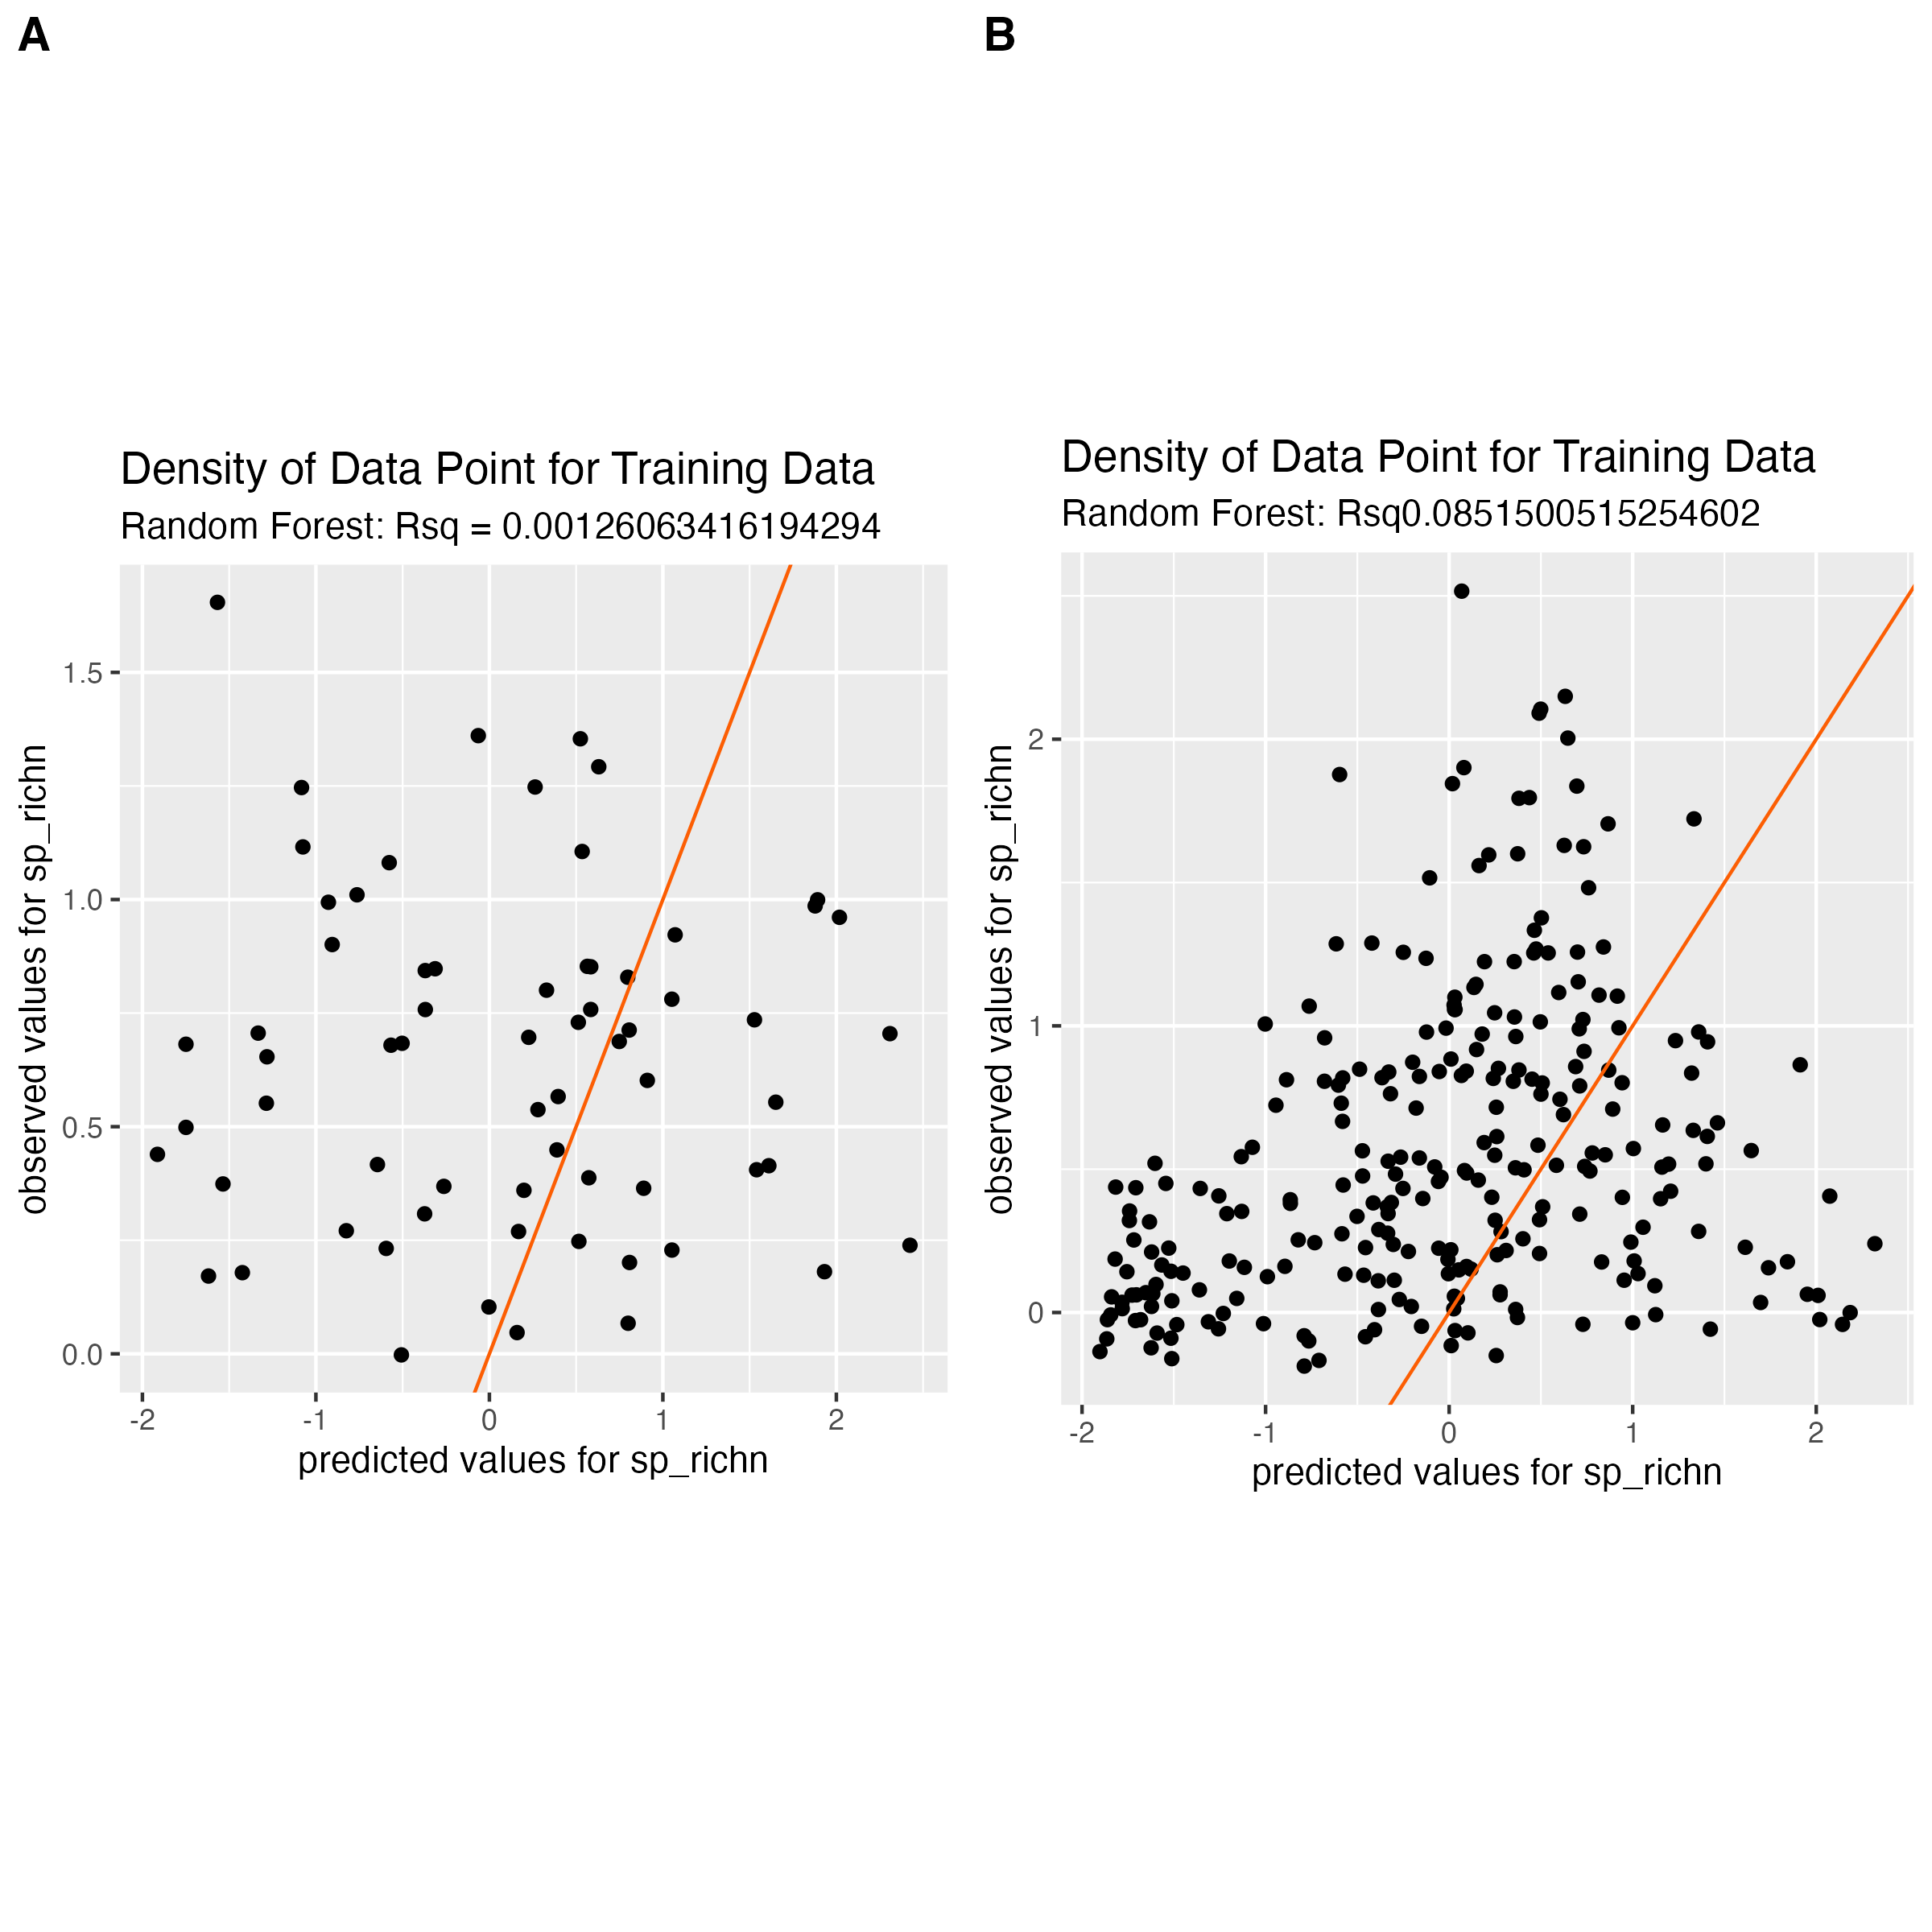 A
Density of Data Point for Training Data
Random Forest: Rsq = 0.00126063416194294
observed values for sp_richn
1.5
1.0
0.5
0.0
-2 -1 0 1 2
predicted values for sp_richn
B
Density of Data Point for Training Data
Random Forest: Rsq0.0851500515254602
observed values for sp_richn
2
1
0
-2 -1 0 1 2
predicted values for sp_richn